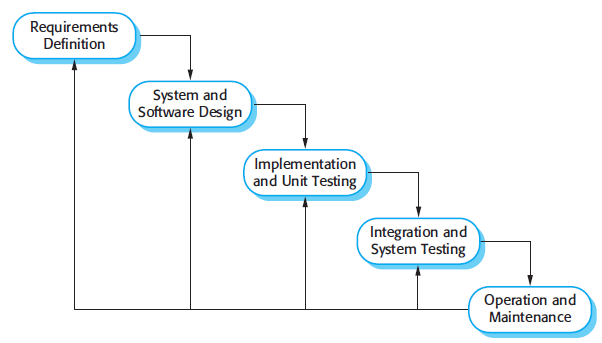 Requirements
Definition
System and
Software Design
Implementation
and Unit Testing
Integration and
System Testing
Operation and
Maintenance